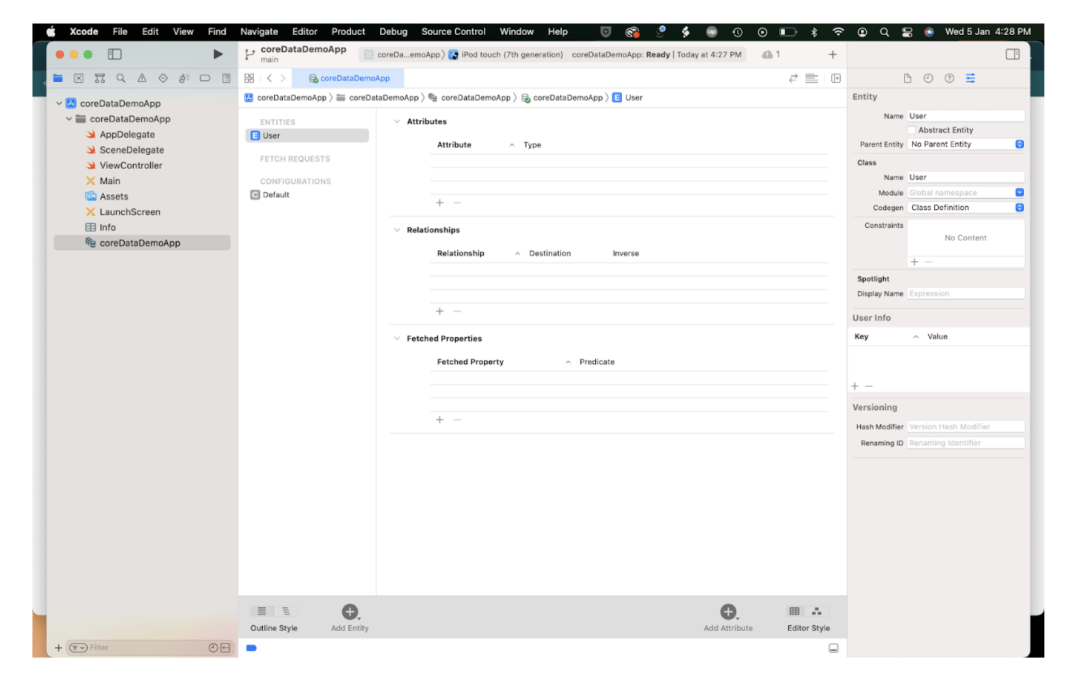 Xcode File Edit View Find Navigate Editor Product Debug Source Control Window Help Wed 5 Jan 4:28 PM
coreDataDemoApp
main
coreDa...emoApp 〉 iPod touch (7th generation) coreDataDemoApp: Ready | Today at 4:27 PM 1
coreDataDemoApp
coreDataDemoApp 〉 coreDataDemoApp 〉 coreDataDemoApp 〉 coreDataDemoApp 〉 E User
coreDataDemoApp
coreDataDemoApp
AppDelegate
SceneDelegate
ViewController
Main
Assets
LaunchScreen
Info
coreDataDemoApp
Filter
ENTITIES
E User
FETCH REQUESTS
CONFIGURATIONS
Default
Attributes
Attribute Type
Relationships
Relationship Destination Inverse
Fetched Properties
Fetched Property Predicate
Outline Style Add Entity Add Attribute Editor Style
Entity
Name User
Abstract Entity
Parent Entity No Parent Entity
Class
Name User
Module Global namespace
Codegen Class Definition
Constraints
No Content
Spotlight
Display Name Expression
User Info
Key Value
Versioning
Hash Modifier Version Hash Modifier
Renaming ID Renaming Identifier